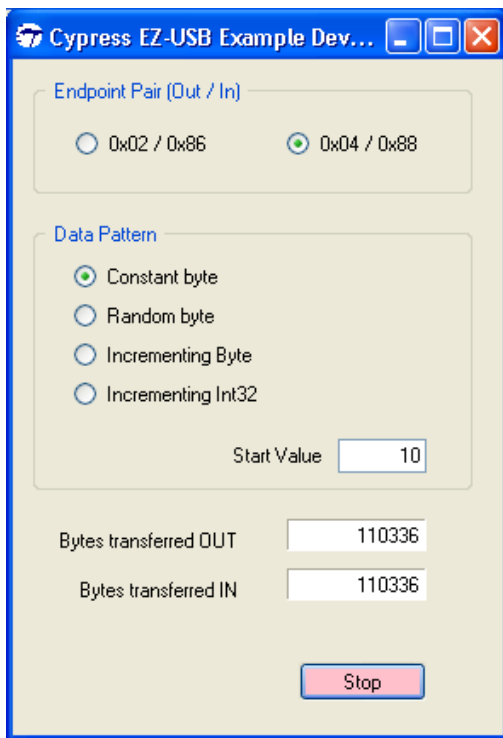 Cypress EZ-USB Example Dev...
Endpoint Pair (Out / In)
0x02 / 0x86 0x04 / 0x88
Data Pattern
Constant byte
Random byte
Incrementing Byte
Incrementing Int32
Start Value 10
Bytes transferred OUT 110336
Bytes transferred IN 110336
Stop